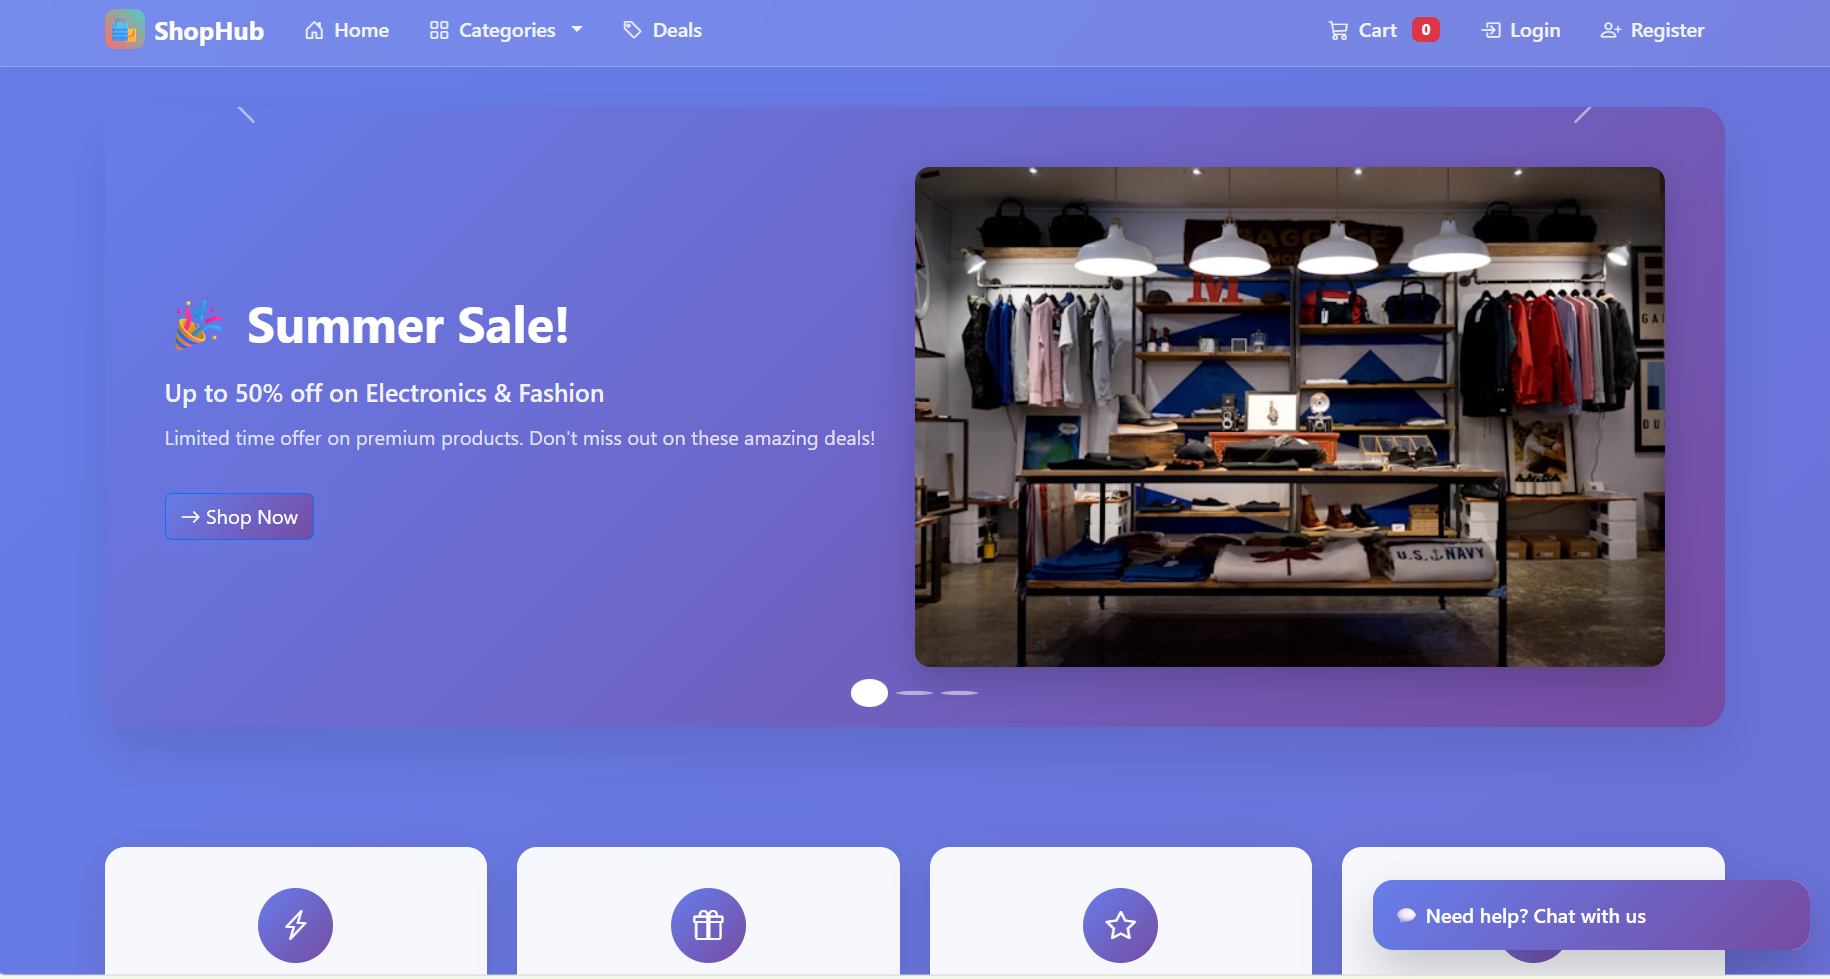 ShopHub
Home
Categories
Deals
Cart 0
Login
Register
BAGGAGE
M
🎉 Summer Sale!
Up to 50% off on Electronics & Fashion
Limited time offer on premium products. Don't miss out on these amazing deals!
→ Shop Now
U.S. NAVY
Need help? Chat with us